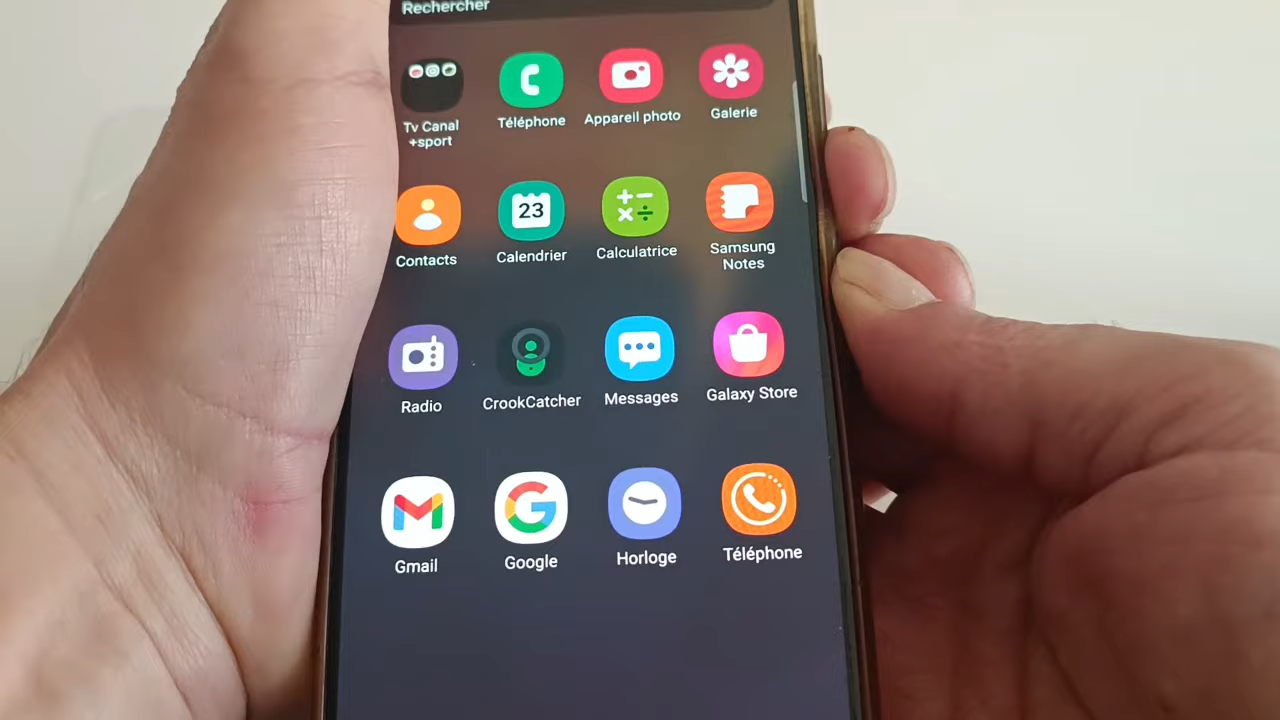 Rechercher
Tv Canal
+sport
Téléphone
Appareil photo
Galerie
23
Contacts
Calendrier
Calculatrice
Samsung
Notes
Radio
CrookCatcher
Messages
Galaxy Store
Gmail
Google
Horloge
Téléphone